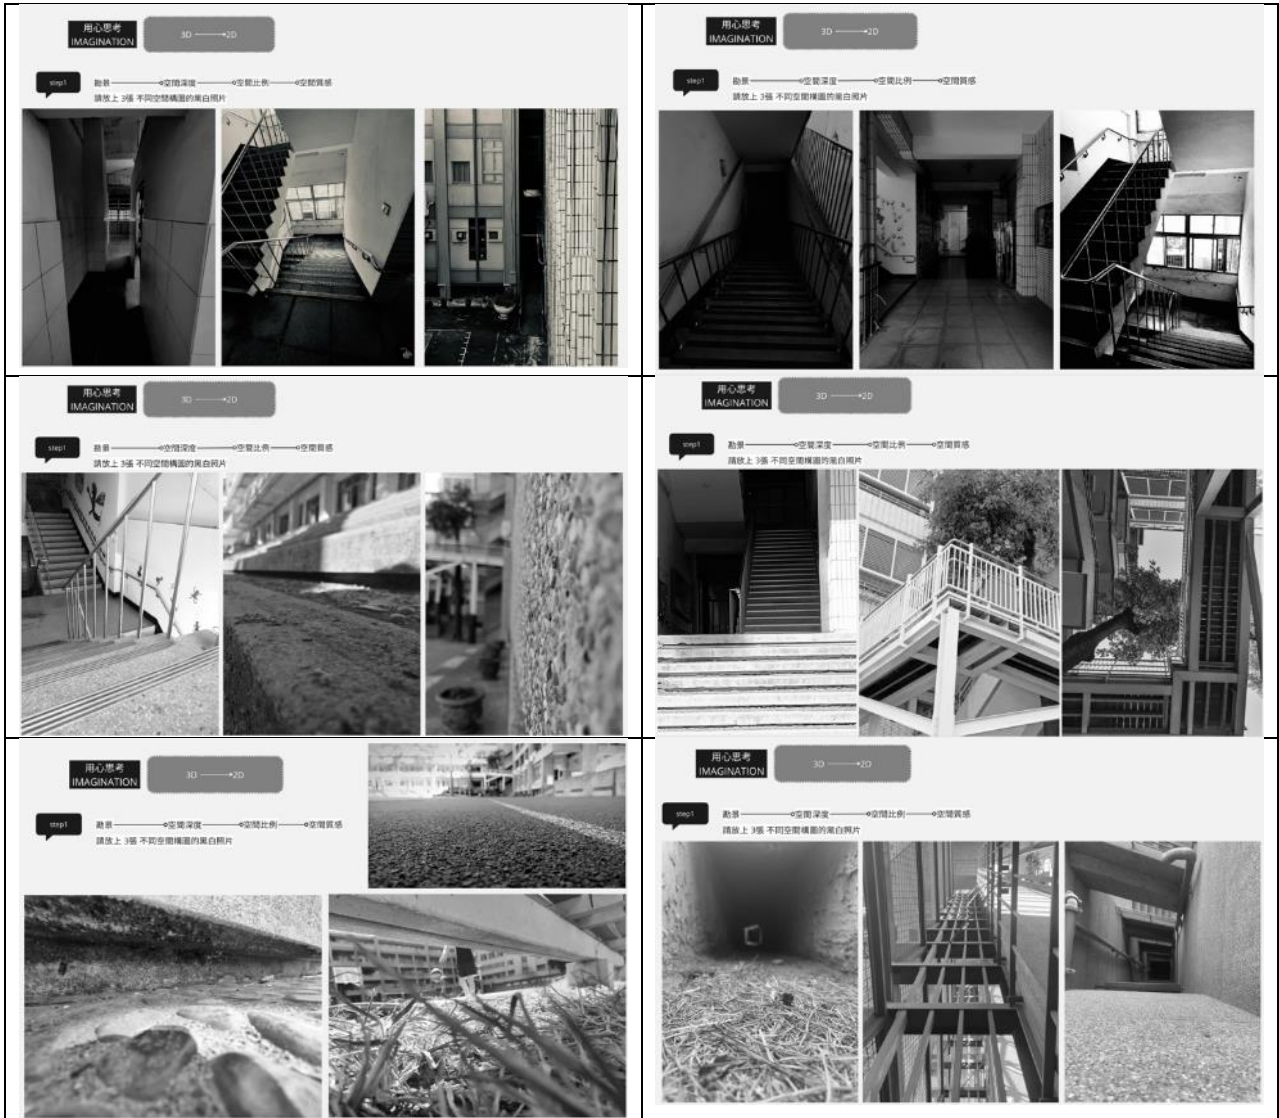 用心思考
IMAGINATION
3D → 2D
step1
勘景 空間深度 空間比例 空間質感
請放上 3張 不同空間構圖的黑白照片
用心思考
IMAGINATION
3D → 2D
step1
勘景 空間深度 空間比例 空間質感
請放上 3張 不同空間構圖的黑白照片
用心思考
IMAGINATION
3D → 2D
step1
勘景 空間深度 空間比例 空間質感
請放上 3張 不同空間構圖的黑白照片
用心思考
IMAGINATION
3D → 2D
step1
勘景 空間深度 空間比例 空間質感
請放上 3張 不同空間構圖的黑白照片
用心思考
IMAGINATION
3D → 2D
step1
勘景 空間深度 空間比例 空間質感
請放上 3張 不同空間構圖的黑白照片
用心思考
IMAGINATION
3D → 2D
step1
勘景 空間深度 空間比例 空間質感
請放上 3張 不同空間構圖的黑白照片